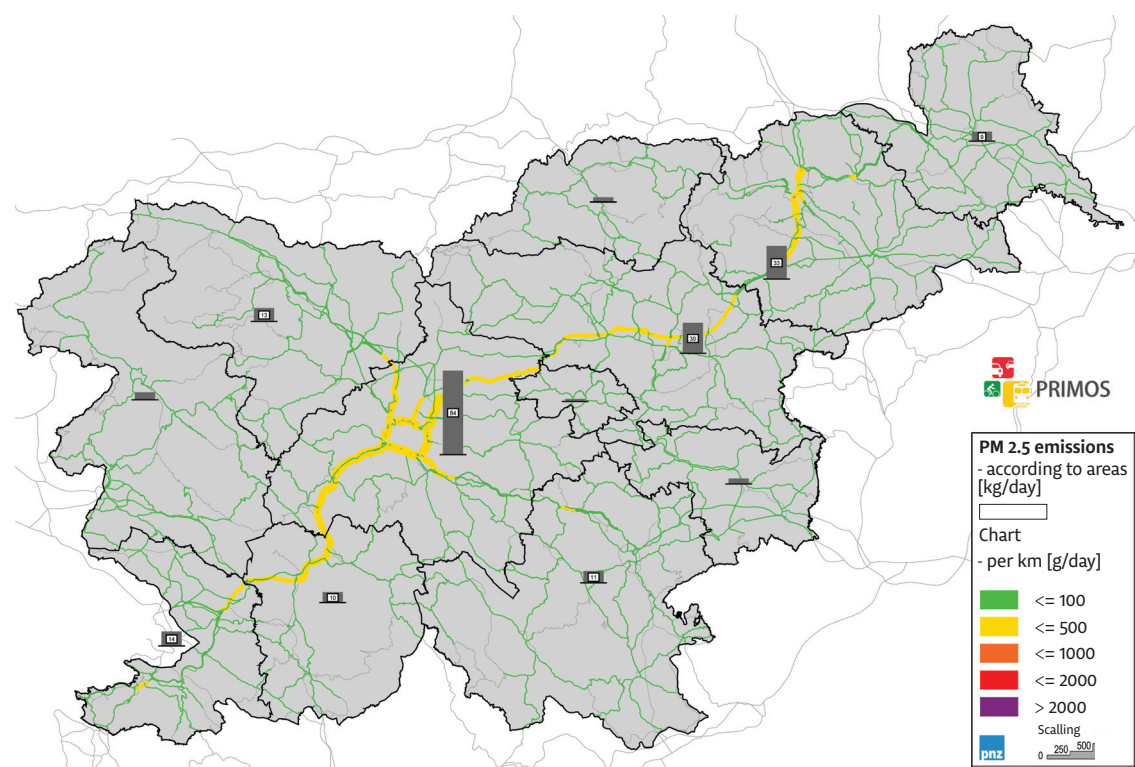 9
33
13
30
84
11
10
14
PRIMOS
PM 2.5 emissions
- according to areas
[kg/day]
Chart
- per km [g/day]
<= 100
<= 500
<= 1000
<= 2000
> 2000
Scalling
pnz
0 250 500